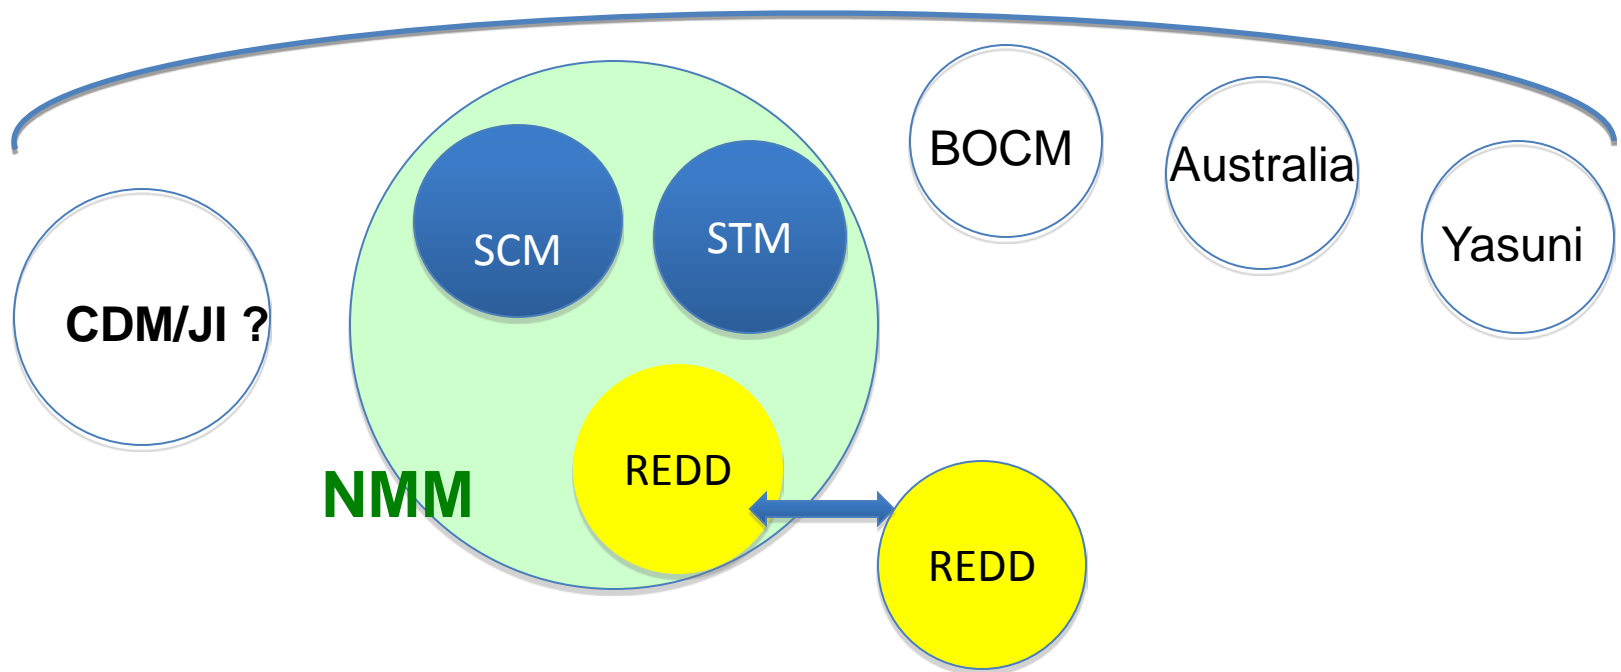 BOCM
Australia
SCM
STM
Yasuni
CDM/JI ?
REDD
NMM
REDD